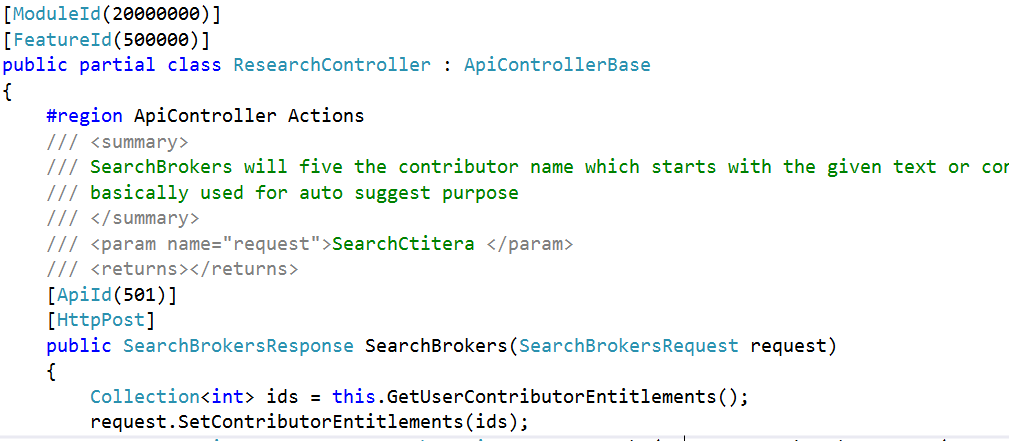 [ModuleId(20000000)]
[FeatureId(500000)]
public partial class ResearchController : ApiControllerBase
{
#region ApiController Actions
/// <summary>
/// SearchBrokers will five the contributor name which starts with the given text or
/// basically used for auto suggest purpose
/// </summary>
/// <param name="request">SearchCtitera </param>
/// <returns></returns>
[ApiId(501)]
[HttpPost]
public SearchBrokersResponse SearchBrokers(SearchBrokersRequest request)
{
Collection<int> ids = this.GetUserContributorEntitlements();
request.SetContributorEntitlements(ids);